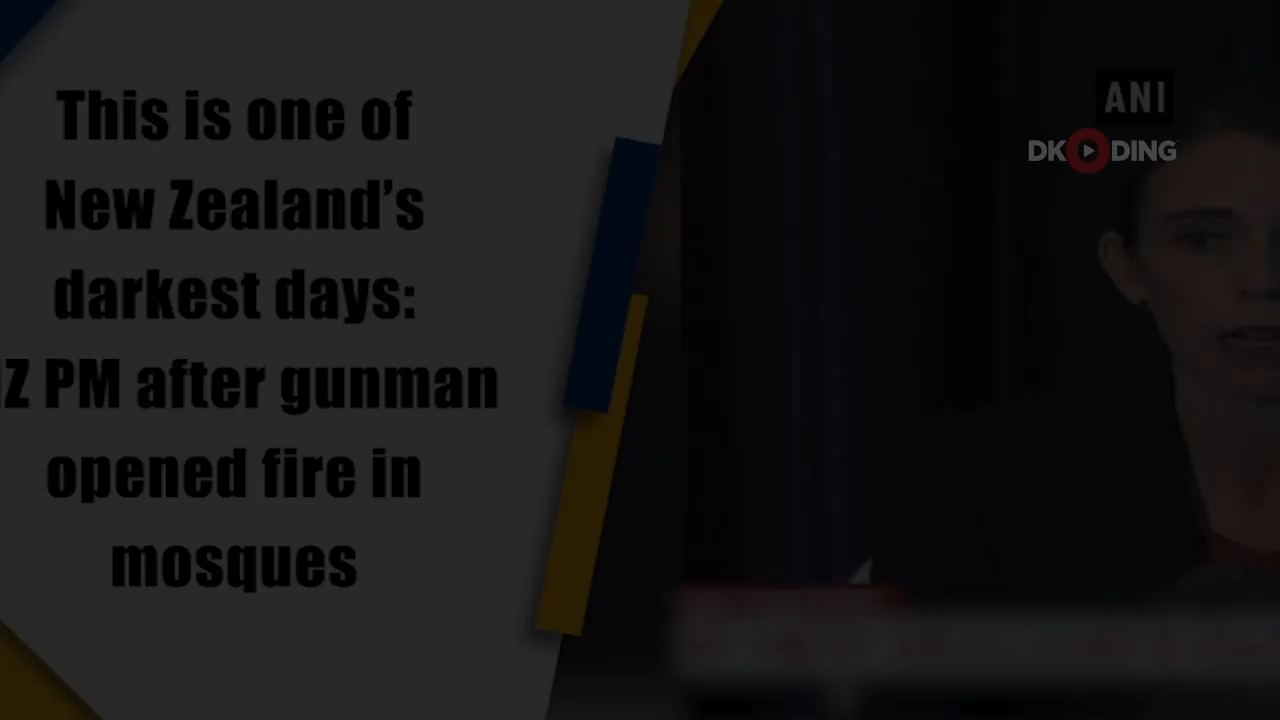 This is one of
New Zealand’s
darkest days:
PM after gunman
opened fire in
mosques
ANI
DKODING